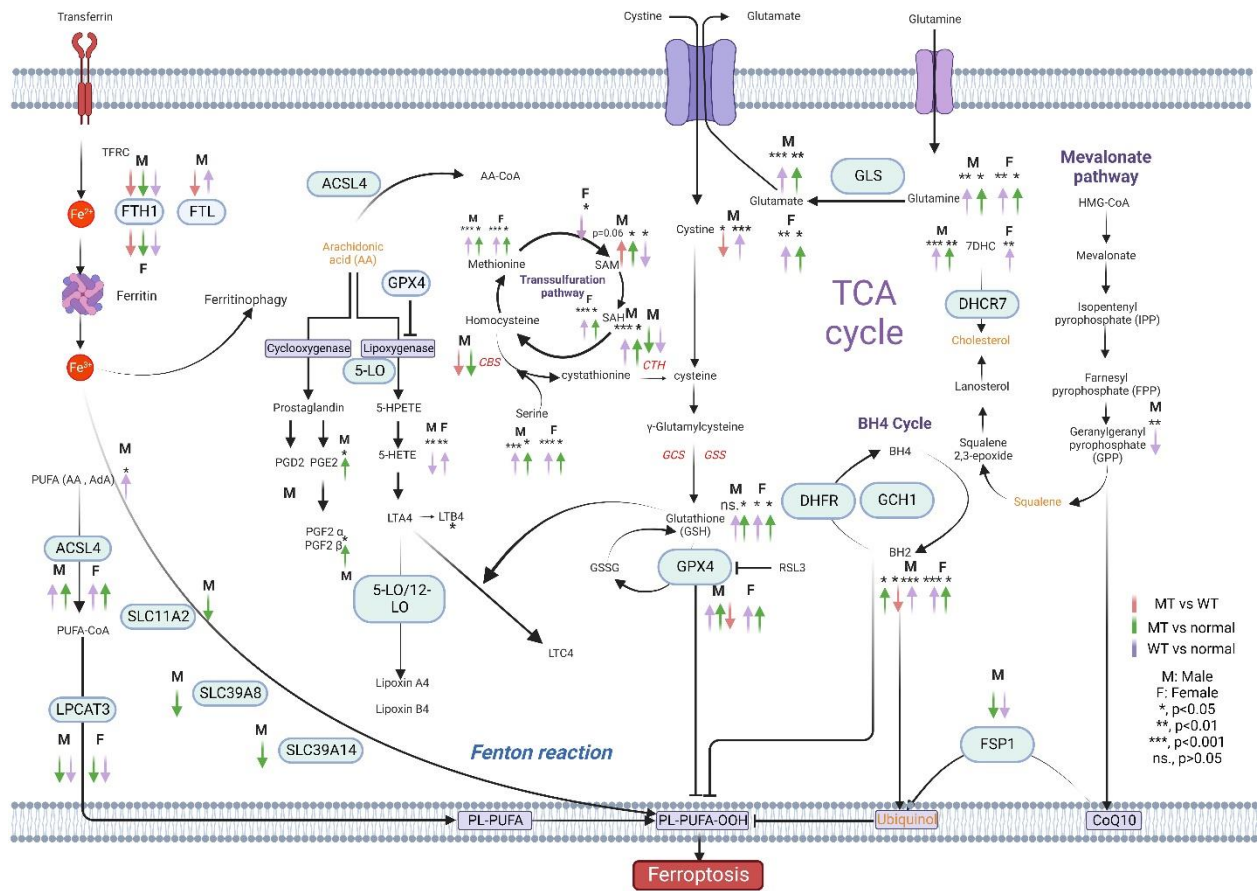 Transferrin
Cystine
Glutamate
Glutamine
TFRC
M
M
FTH1
FTL
F
Fe²⁺
Ferritin
Ferritinophagy
Fe³⁺
ACSL4
AA-CoA
Arachidonic
acid (AA)
GPX4
Cyclooxygenase
Lipoxygenase
5-LO
Prostaglandin
5-HPETE
PGD2
PGE2
M
*
5-HETE
M F
** **
M
PGF2 α
*
PGF2 β
M
LTA4
LTB4
*
5-LO/12-
LO
LTC4
Lipoxin A4
Lipoxin B4
M F
*** * *** *
Methionine
F
*
p=0.06
M
* *
SAM
Transsulfuration
pathway
F
*** *
SAH
M M
*** *
Homocysteine
M
CBS
cystathionine
CTH
cysteine
Serine
M F
*** * *** *
Cystine
M
* ***
M
*** **
Glutamate
F
** *
GLS
Glutamine
M F
** * ** *
M
*** **
7DHC
F
**
TCA
cycle
DHCR7
Cholesterol
Lanosterol
Squalene
2,3-epoxide
Squalene
Mevalonate
pathway
HMG-CoA
Mevalonate
Isopentenyl
pyrophosphate (IPP)
Farnesyl
pyrophosphate (FPP)
M
**
Geranylgeranyl
pyrophosphate
(GPP)
γ-Glutamylcysteine
GCS
GSS
Glutathione
(GSH)
M F
ns. * * *
GSSG
GPX4
RSL3
M F
BH4 Cycle
BH4
DHFR
GCH1
BH2
M F
* * *** *** *
M
*
PUFA (AA , AdA)
ACSL4
M F
PUFA-CoA
SLC11A2
M
LPCAT3
M F
M
SLC39A8
M
SLC39A14
Fenton reaction
M
FSP1
MT vs WT
MT vs normal
WT vs normal
M: Male
F: Female
*, p<0.05
**, p<0.01
***, p<0.001
ns., p>0.05
PL-PUFA
PL-PUFA-OOH
Ubiquinol
CoQ10
Ferroptosis